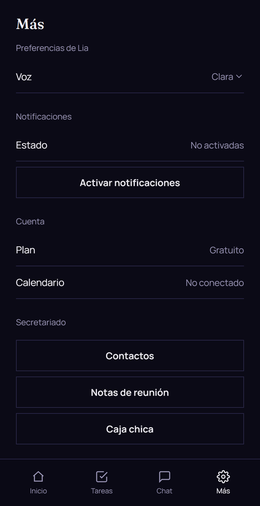 Más
Preferencias de Lia
Voz
Clara
Notificaciones
Estado
No activadas
Activar notificaciones
Cuenta
Plan
Gratuito
Calendario
No conectado
Secretariado
Contactos
Notas de reunión
Caja chica
Inicio
Tareas
Chat
Más